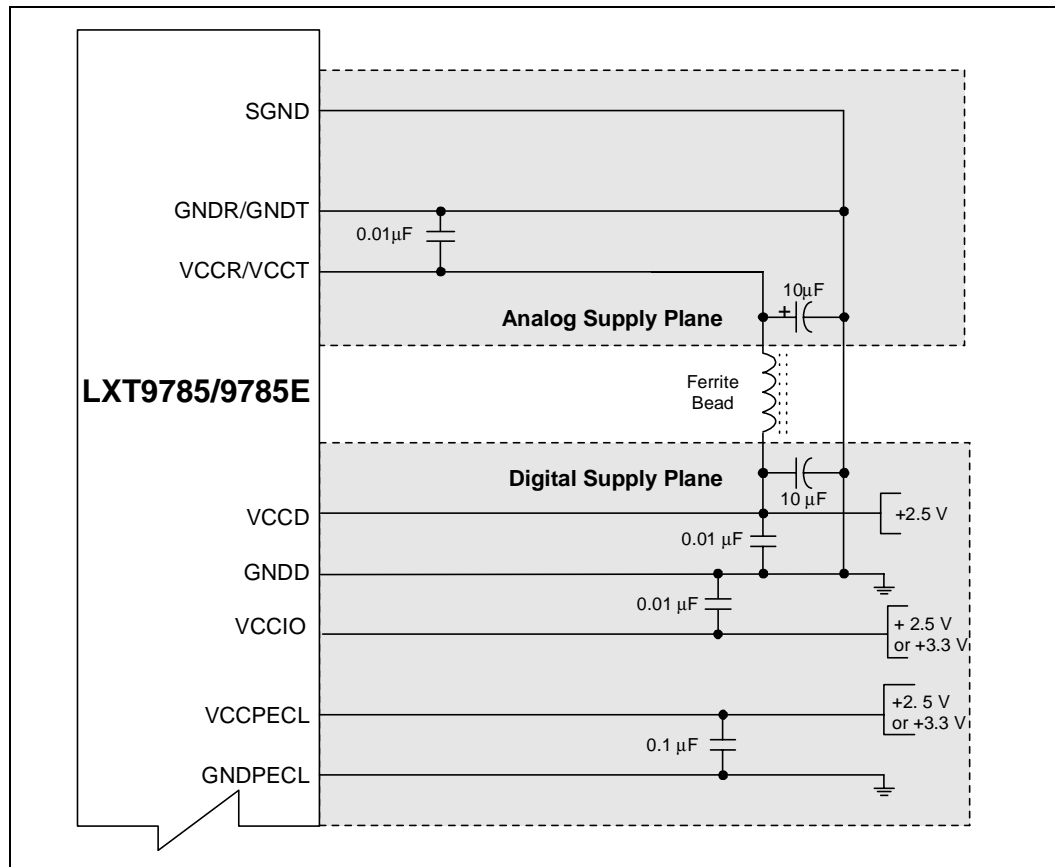 SGND
GNDR/GNDT
0.01µF
VCCR/VCCT
10µF
+
Analog Supply Plane
LXT9785/9785E
Ferrite
Bead
Digital Supply Plane
10 µF
VCCD
+2.5 V
0.01 µF
GNDD
0.01 µF
VCCIO
+ 2.5 V
or +3.3 V
VCCPECL
+2. 5 V
or +3.3 V
0.1 µF
GNDPECL